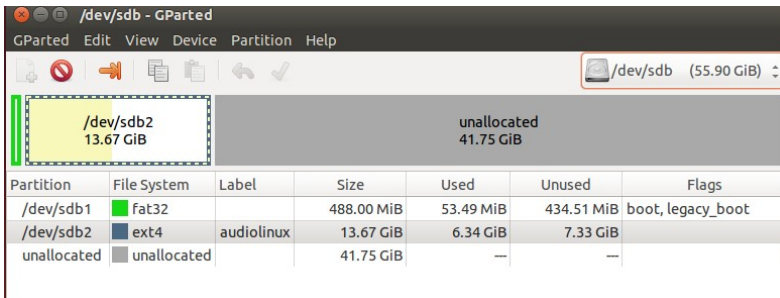 /dev/sdb - GParted
GParted Edit View Device Partition Help
/dev/sdb (55.90 GiB)
/dev/sdb2
13.67 GiB
unallocated
41.75 GiB
Partition File System Label Size Used Unused Flags
/dev/sdb1 fat32 488.00 MiB 53.49 MiB 434.51 MiB boot, legacy_boot
/dev/sdb2 ext4 audiolinux 13.67 GiB 6.34 GiB 7.33 GiB
unallocated unallocated 41.75 GiB --- ---